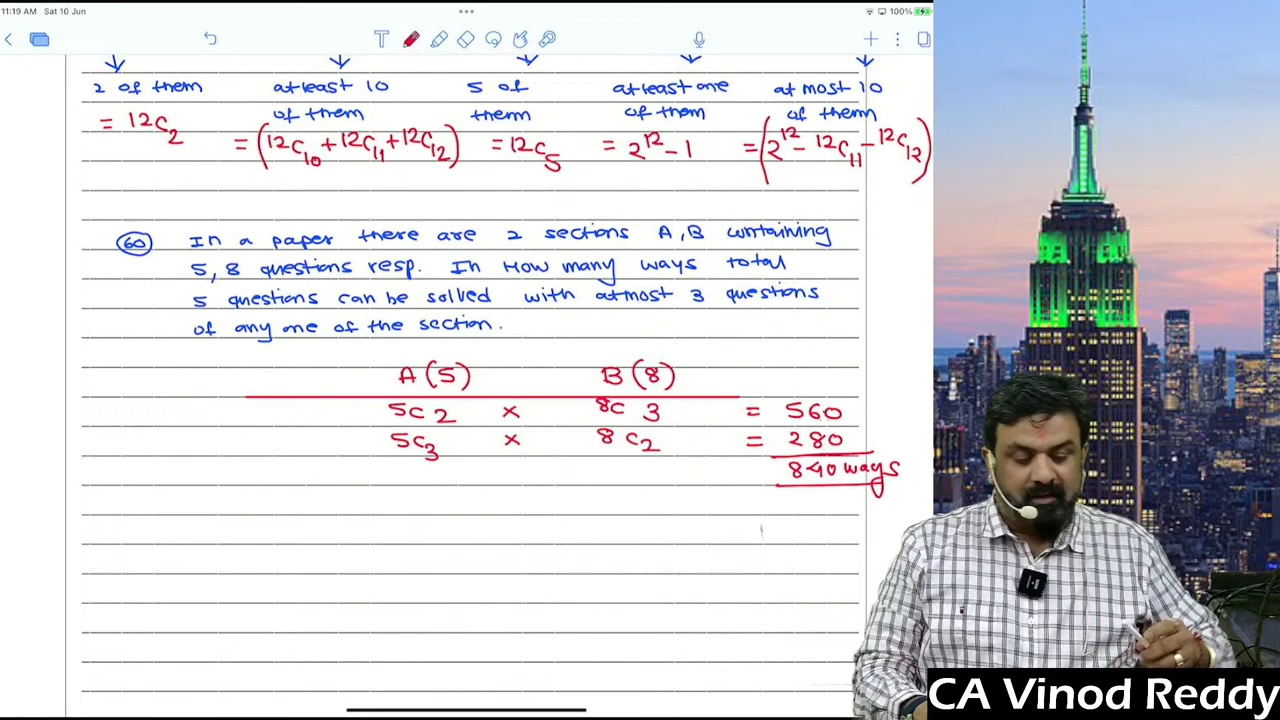 11:19 AM Sat 10 Jun
100%
2 of them at least 10 of them 5 of them at least one of them at most 10 of them
= 12C2 = (12C10 + 12C11 + 12C12) = 12C5 = 2^12 - 1 = (2^12 - 12C11 - 12C12)
60 In a paper there are 2 sections A, B containing
5, 8 questions resp. In How many ways total
5 questions can be solved with atmost 3 questions
of any one of the section.
A (5) B (8)
5C2 × 8C3 = 560
5C3 × 8C2 = 280
840 ways
CA Vinod Reddy